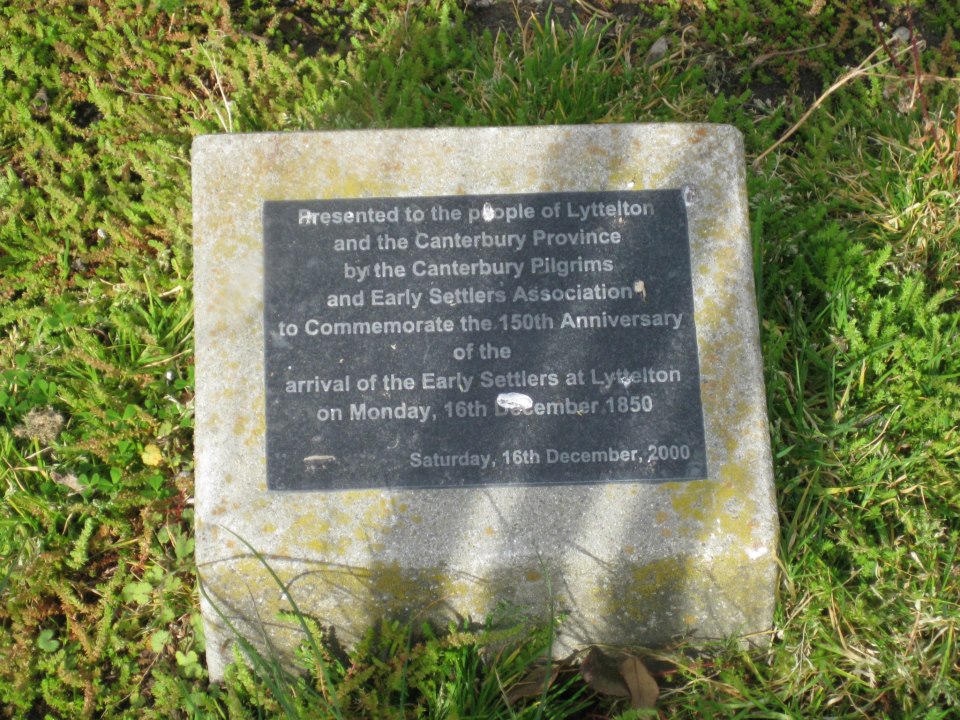 Presented to the people of Lyttelton
and the Canterbury Province
by the Canterbury Pilgrims
and Early Settlers Association
to Commemorate the 150th Anniversary
of the
arrival of the Early Settlers at Lyttelton
on Monday, 16th December 1850
Saturday, 16th December, 2000